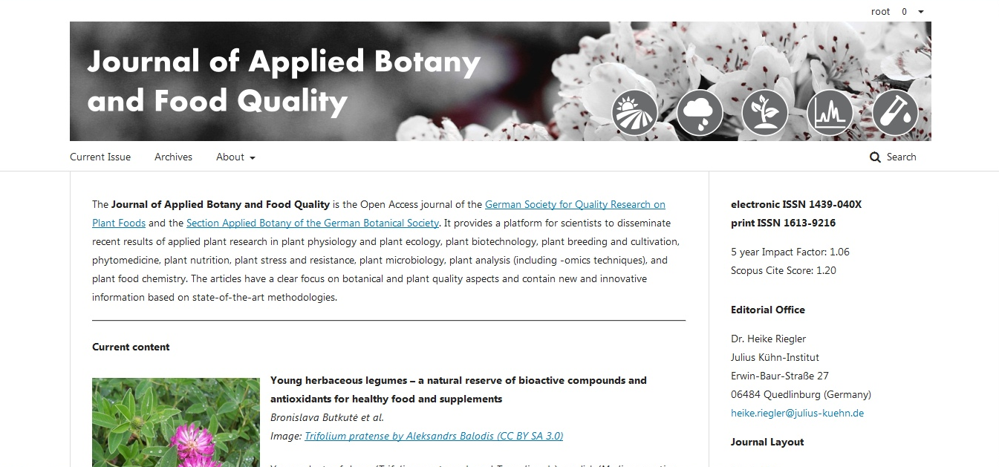 root 0
Journal of Applied Botany
and Food Quality
Current Issue Archives About Search
The Journal of Applied Botany and Food Quality is the Open Access journal of the German Society for Quality Research on
Plant Foods and the Section Applied Botany of the German Botanical Society. It provides a platform for scientists to disseminate
recent results of applied plant research in plant physiology and plant ecology, plant biotechnology, plant breeding and cultivation,
phytomedicine, plant nutrition, plant stress and resistance, plant microbiology, plant analysis (including -omics techniques), and
plant food chemistry. The articles have a clear focus on botanical and plant quality aspects and contain new and innovative
information based on state-of-the-art methodologies.
Current content
Young herbaceous legumes – a natural reserve of bioactive compounds and
antioxidants for healthy food and supplements
Bronislava Butkutė et al.
Image: Trifolium pratense by Aleksandrs Balodis (CC BY SA 3.0)
electronic ISSN 1439-040X
print ISSN 1613-9216
5 year Impact Factor: 1.06
Scopus Cite Score: 1.20
Editorial Office
Dr. Heike Riegler
Julius Kühn-Institut
Erwin-Baur-Straße 27
06484 Quedlinburg (Germany)
heike.riegler@julius-kuehn.de
Journal Layout